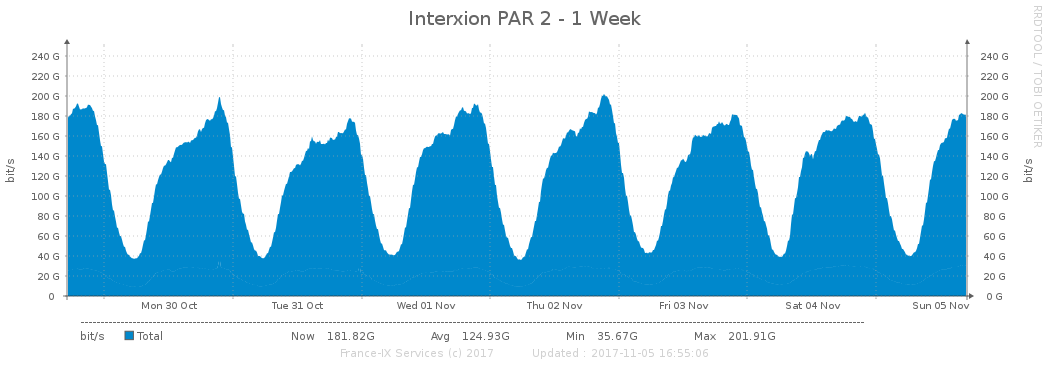 Interxion PAR 2 - 1 Week
RRDTOOL / TOBI OETIKER
bit/s
240 G
220 G
200 G
180 G
160 G
140 G
120 G
100 G
80 G
60 G
40 G
20 G
0
240 G
220 G
200 G
180 G
160 G
140 G
120 G
100 G
80 G
60 G
40 G
20 G
0 G
bit/s
Mon 30 Oct Tue 31 Oct Wed 01 Nov Thu 02 Nov Fri 03 Nov Sat 04 Nov Sun 05 Nov
bit/s Total Now 181.82G Avg 124.93G Min 35.67G Max 201.91G
France-IX Services (c) 2017 Updated : 2017-11-05 16:55:06